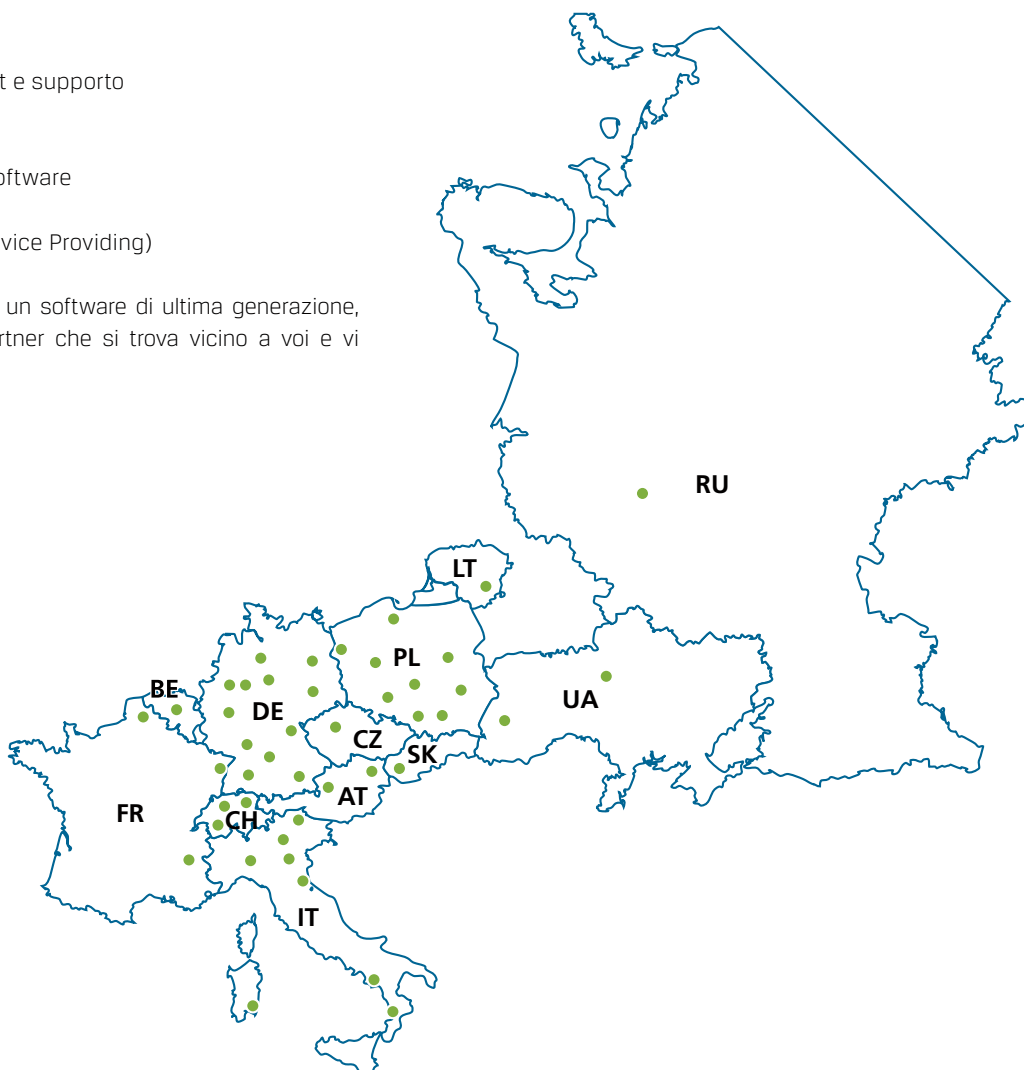 t e supporto
oftware
vice Providing)
un software di ultima generazione,
rtner che si trova vicino a voi e vi
RU
LT
PL
BE
UA
DE
CZ
SK
AT
FR
CH
IT